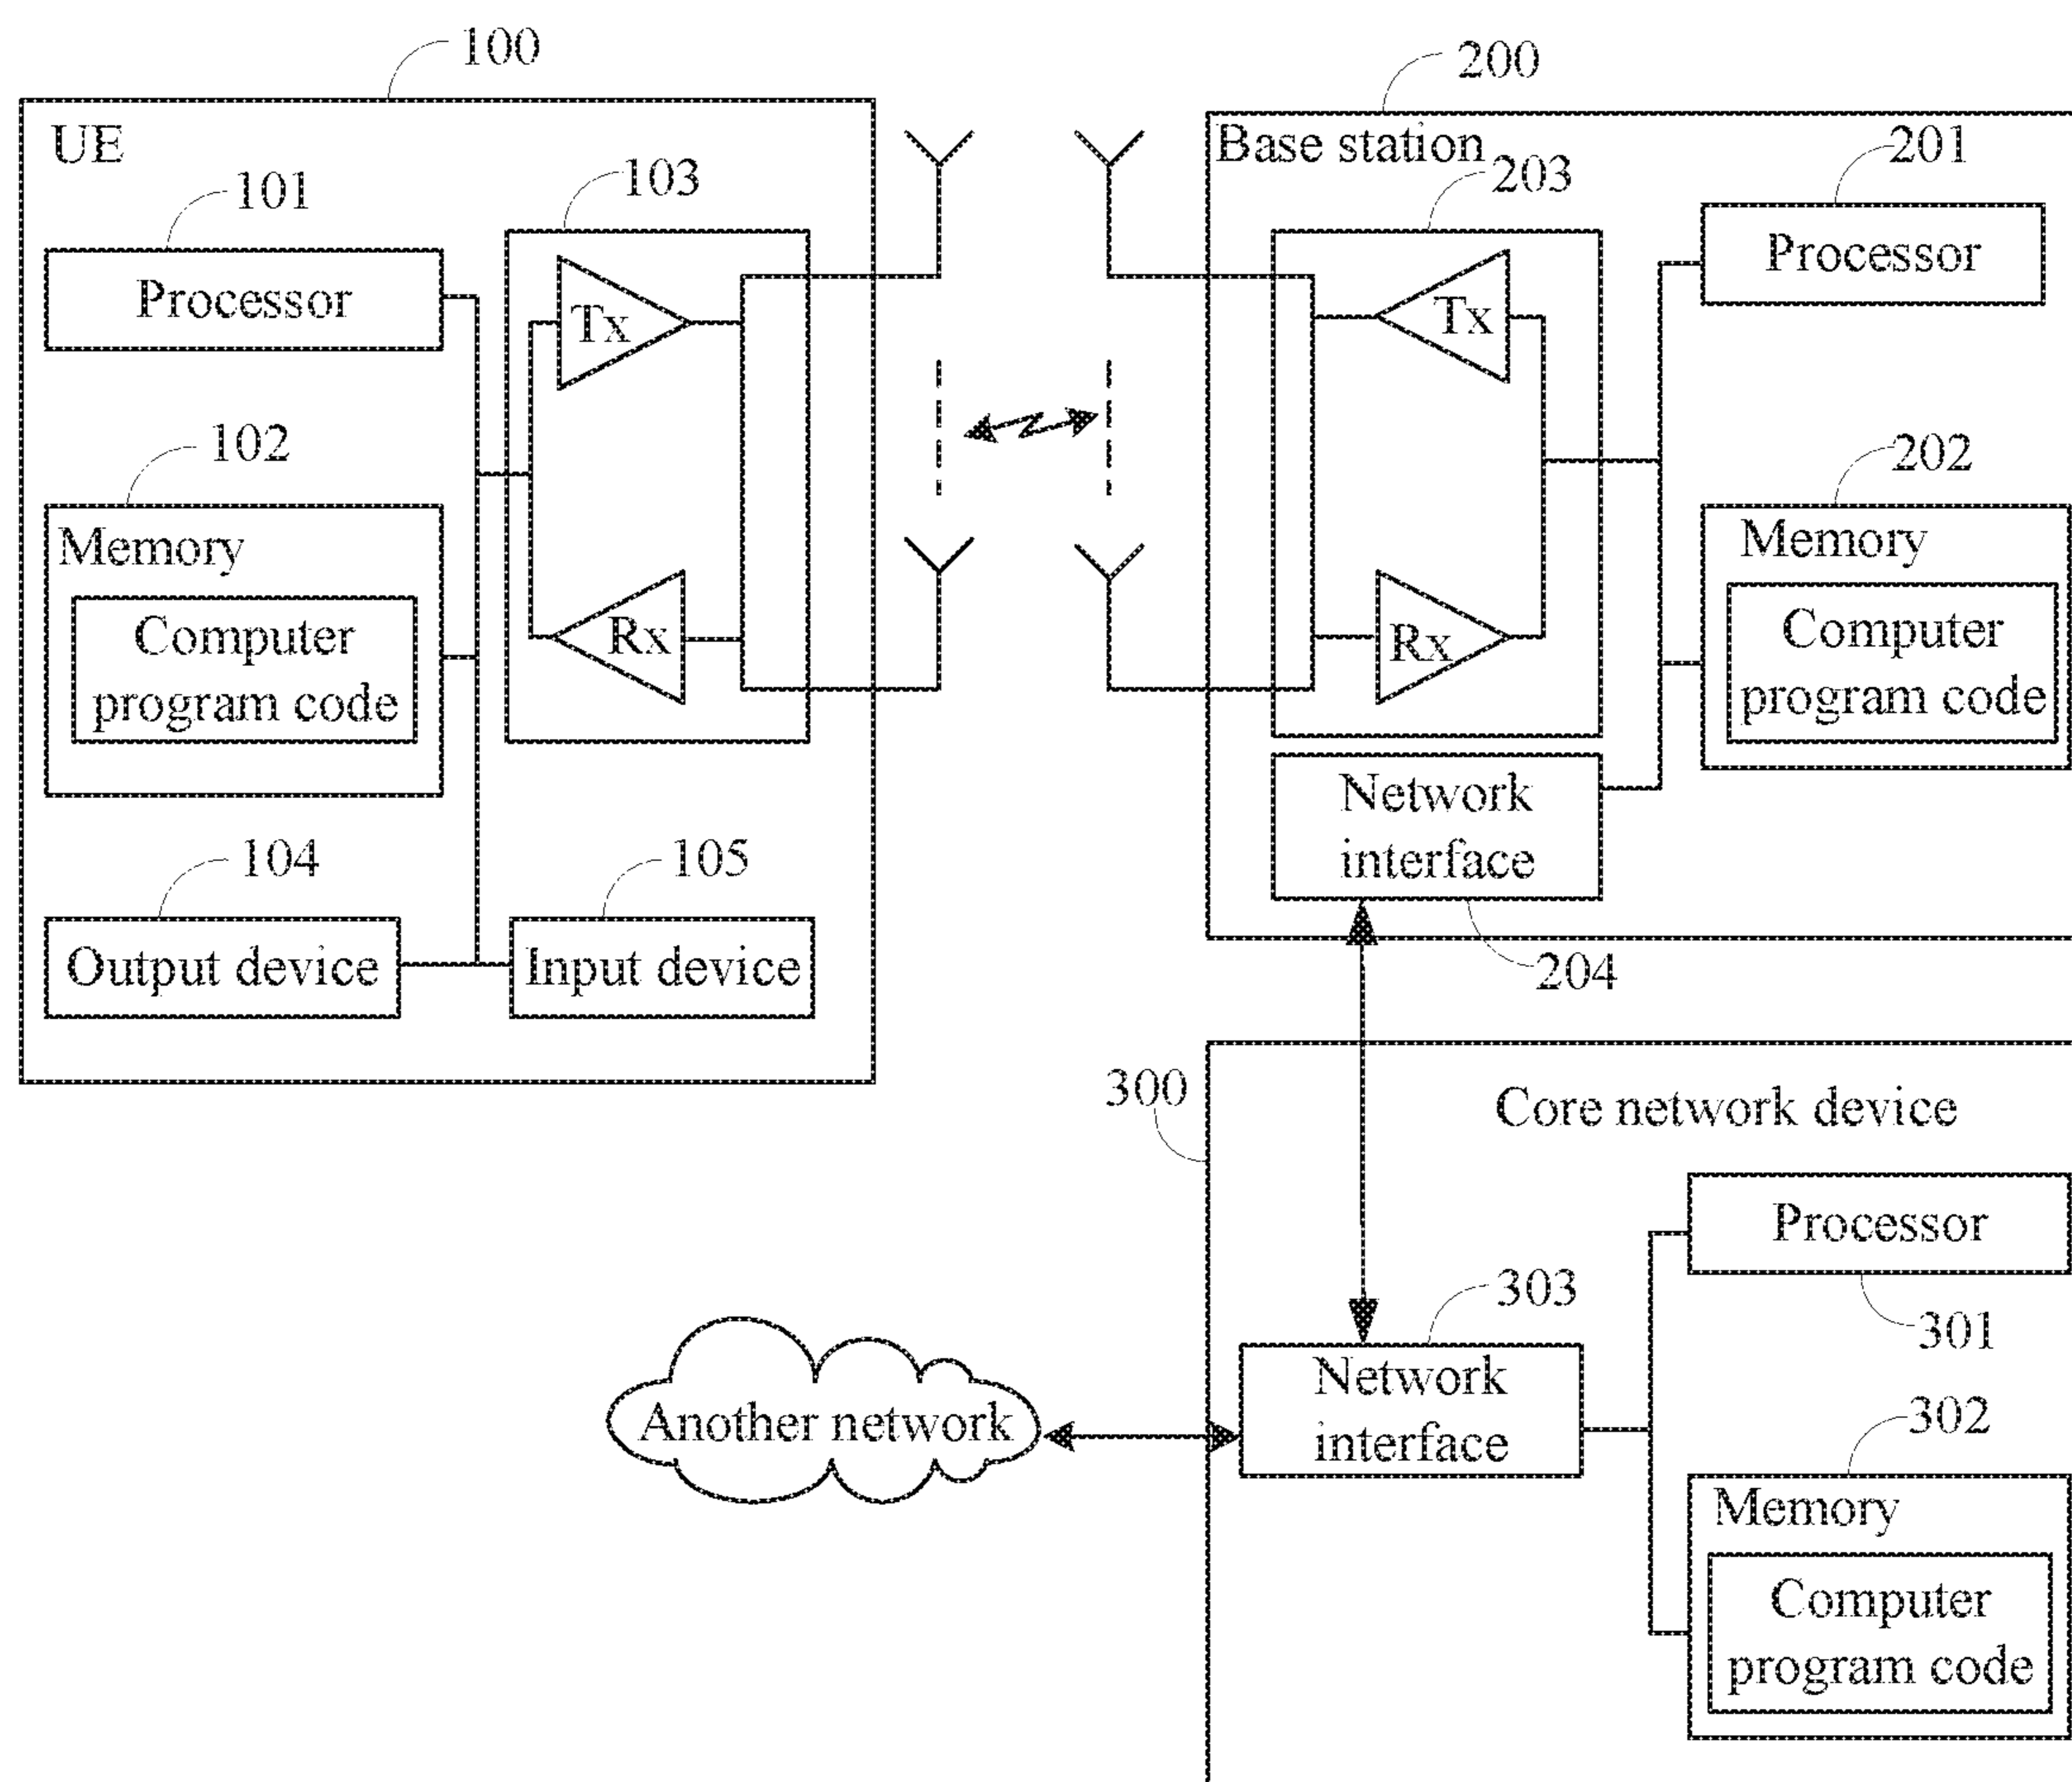 100
UE
101
Processor
103
Tx
Rx
102
Memory
Computer
program code
104
Output device
105
Input device
200
Base station
203
Tx
Rx
201
Processor
202
Memory
Computer
program code
Network
interface
204
300
Core network device
Processor
301
303
Network
interface
302
Memory
Computer
program code
Another network